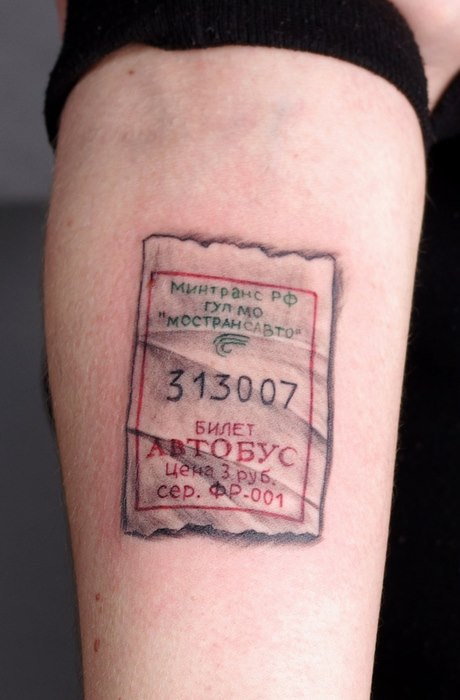 Минтранс РФ
ГУП МО
"МОСТРАНСАВТО"
313007
БИЛЕТ
АВТОБУС
Цена 3 руб.
сер. ФР-001